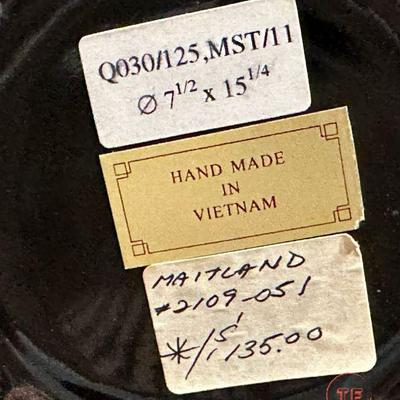 Q030/125,MST/11
Ø 7 1/2 x 15 1/4
HAND MADE
IN
VIETNAM
MAITLAND
#2109-051
135.00
TF